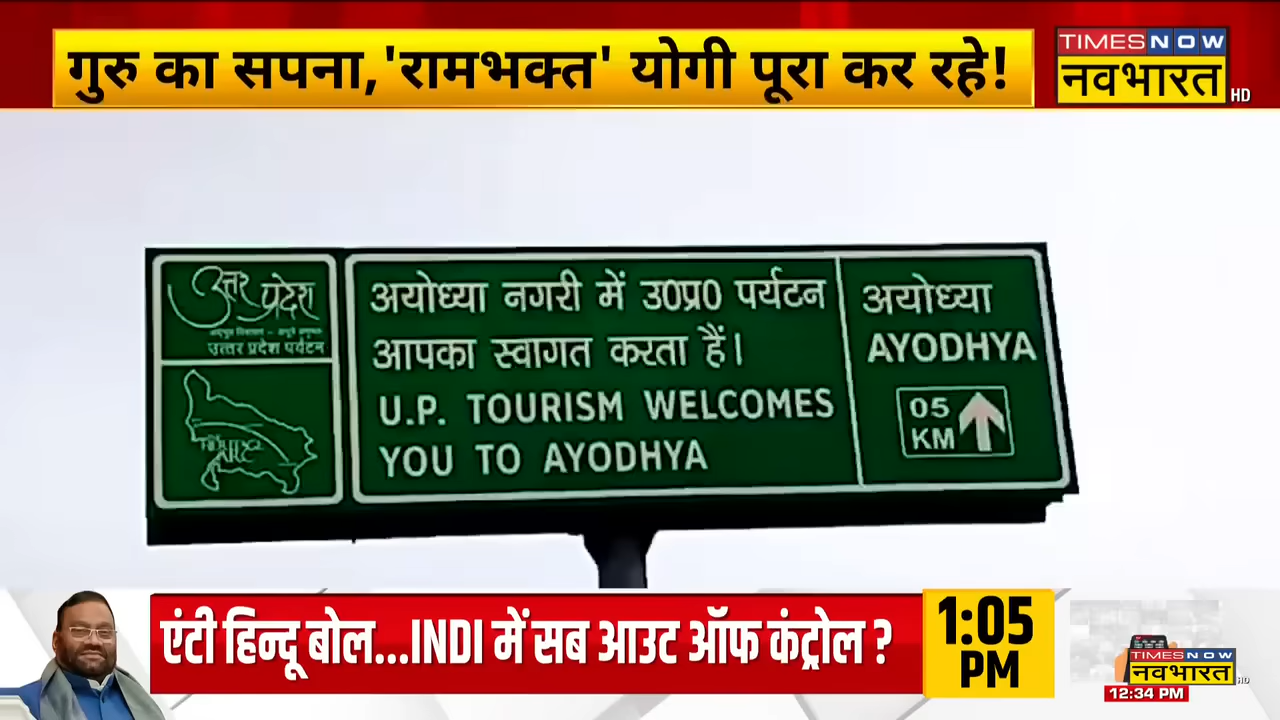 गुरु का सपना, 'रामभक्त' योगी पूरा कर रहे!
TIMES NOW
नवभारत
HD
उत्तर प्रदेश
उत्तर प्रदेश पर्यटन
अयोध्या नगरी में उ0प्र0 पर्यटन
आपका स्वागत करता हैं।
U.P. TOURISM WELCOMES
YOU TO AYODHYA
अयोध्या
AYODHYA
05
KM
एंटी हिन्दू बोल...INDI में सब आउट ऑफ कंट्रोल ?
1:05
PM
TIMES NOW
नवभारत
HD
12:34 PM